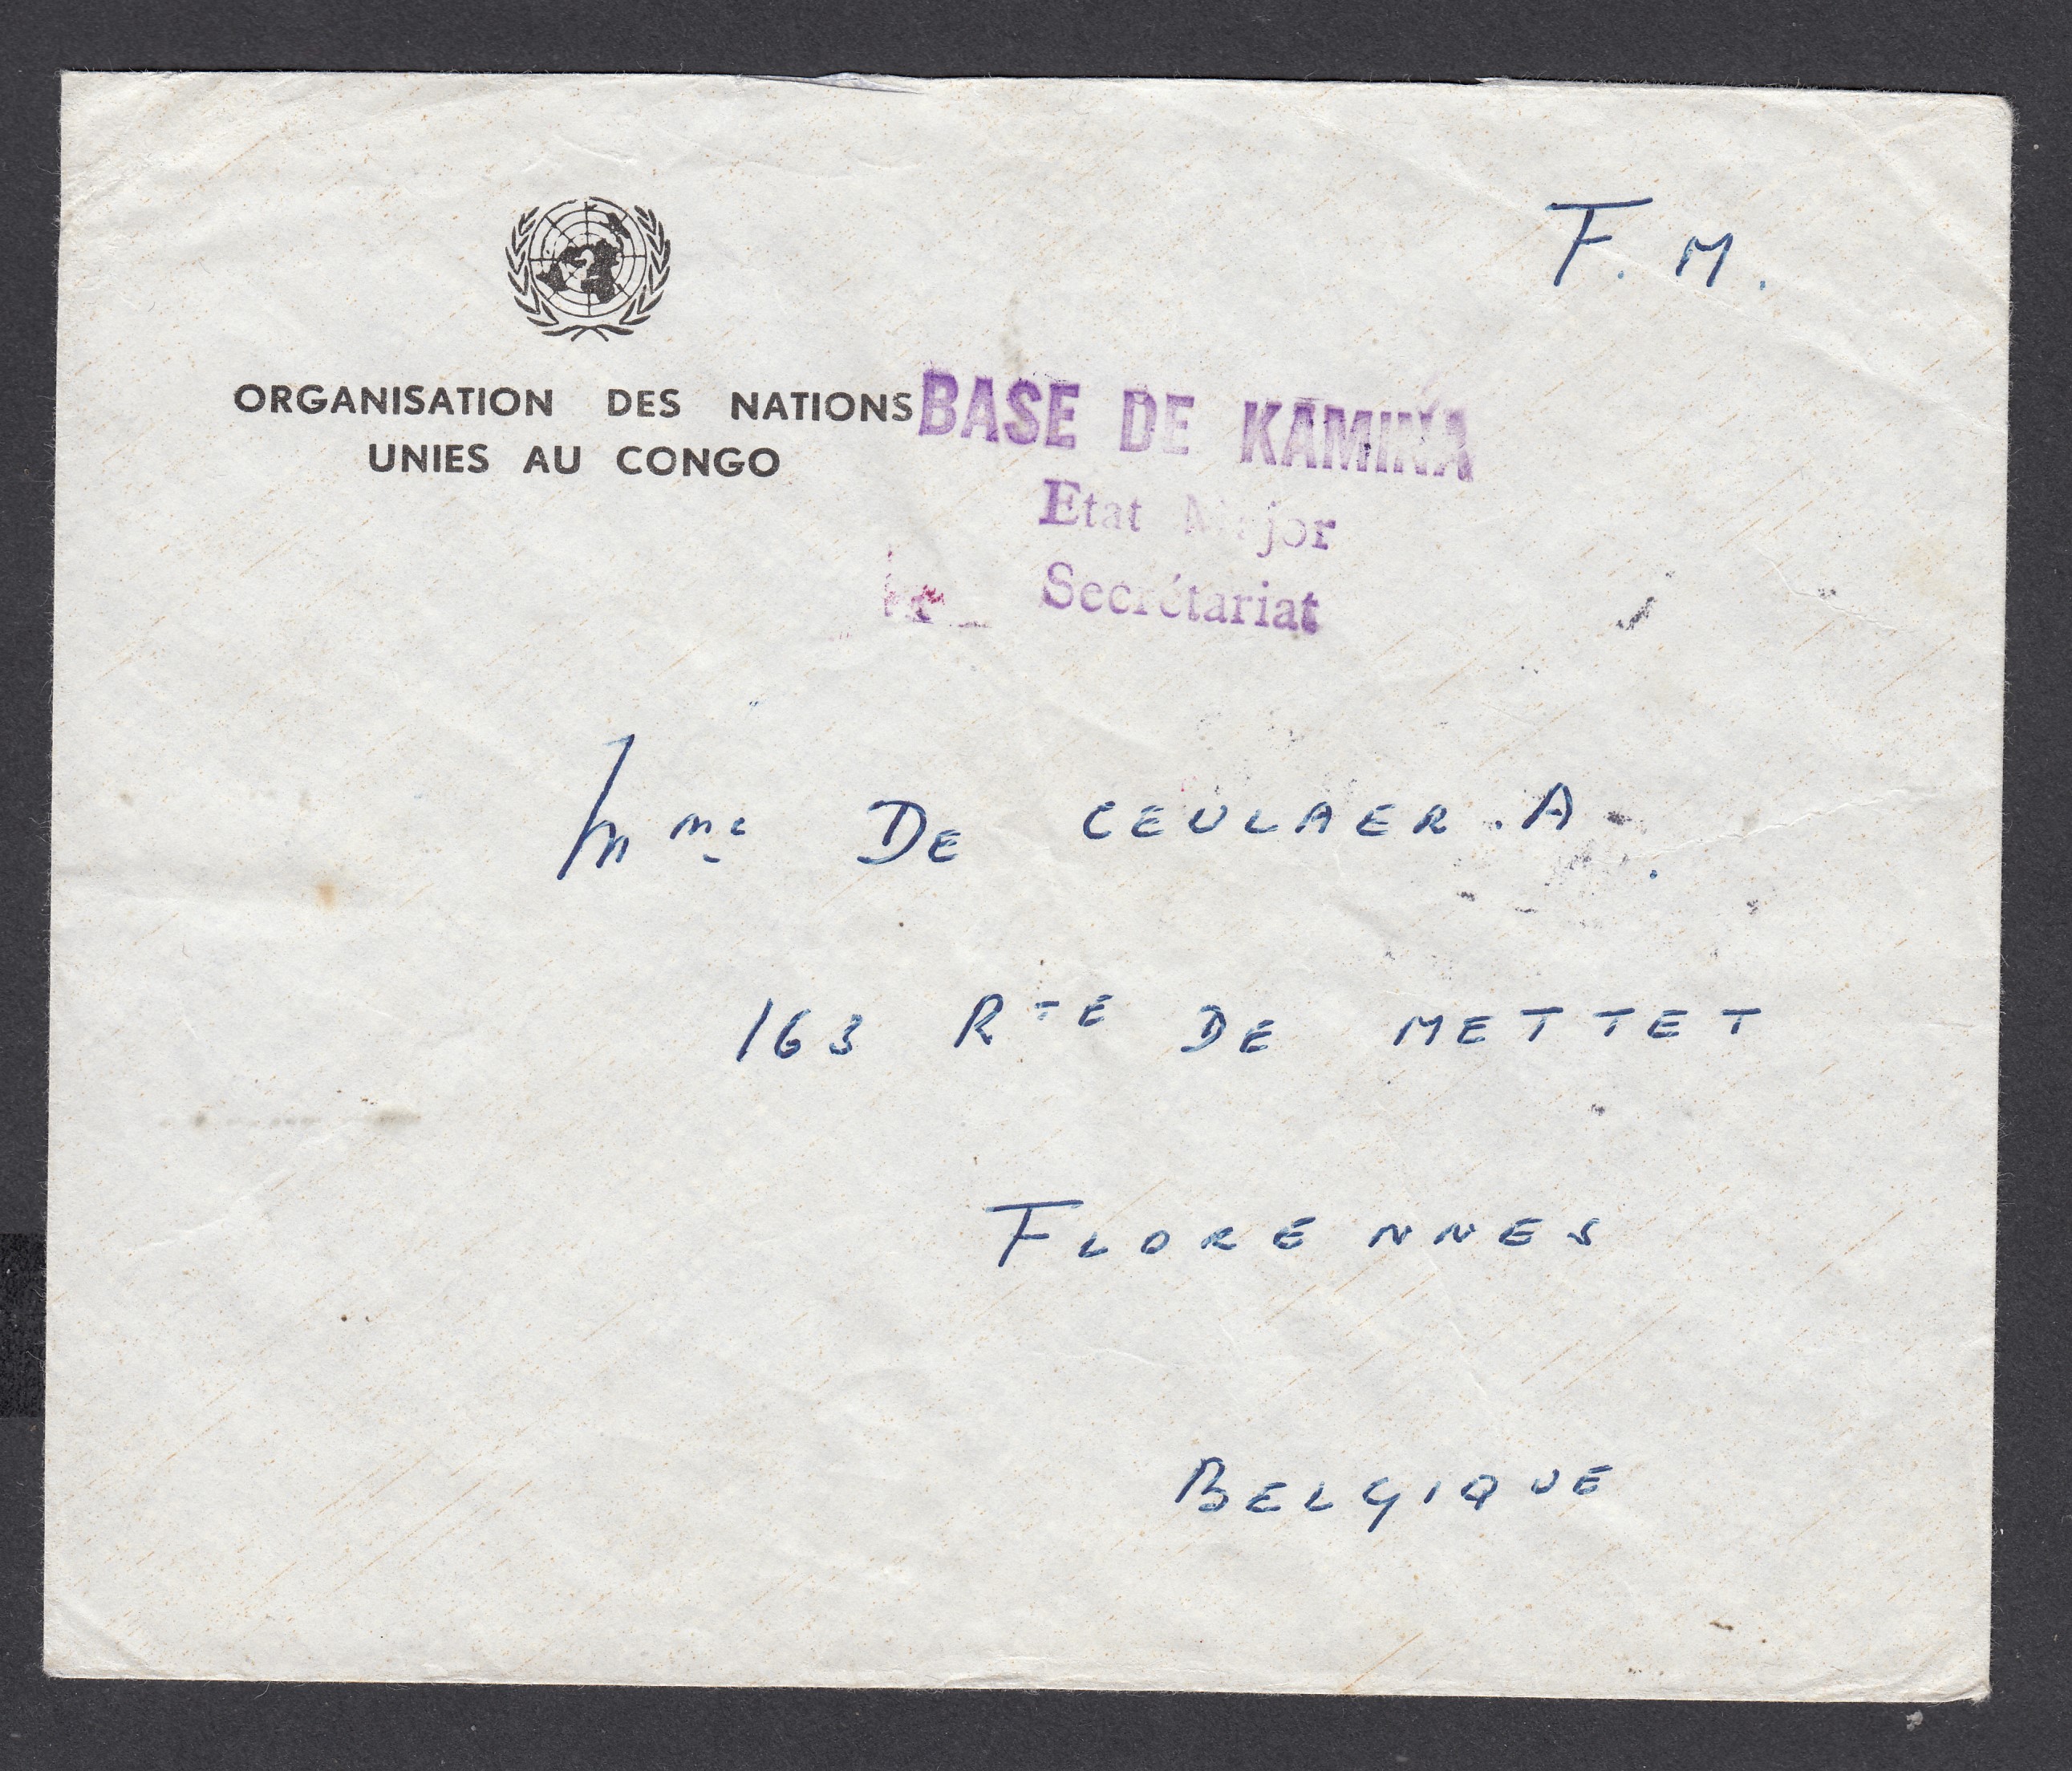 F. M.
ORGANISATION DES NATIONS
UNIES AU CONGO
BASE DE KAMINA
Etat Major
Secrétariat
Mme DE CEULAER . A .
163 RTE DE METTET
FLORENNES
BELGIQUE